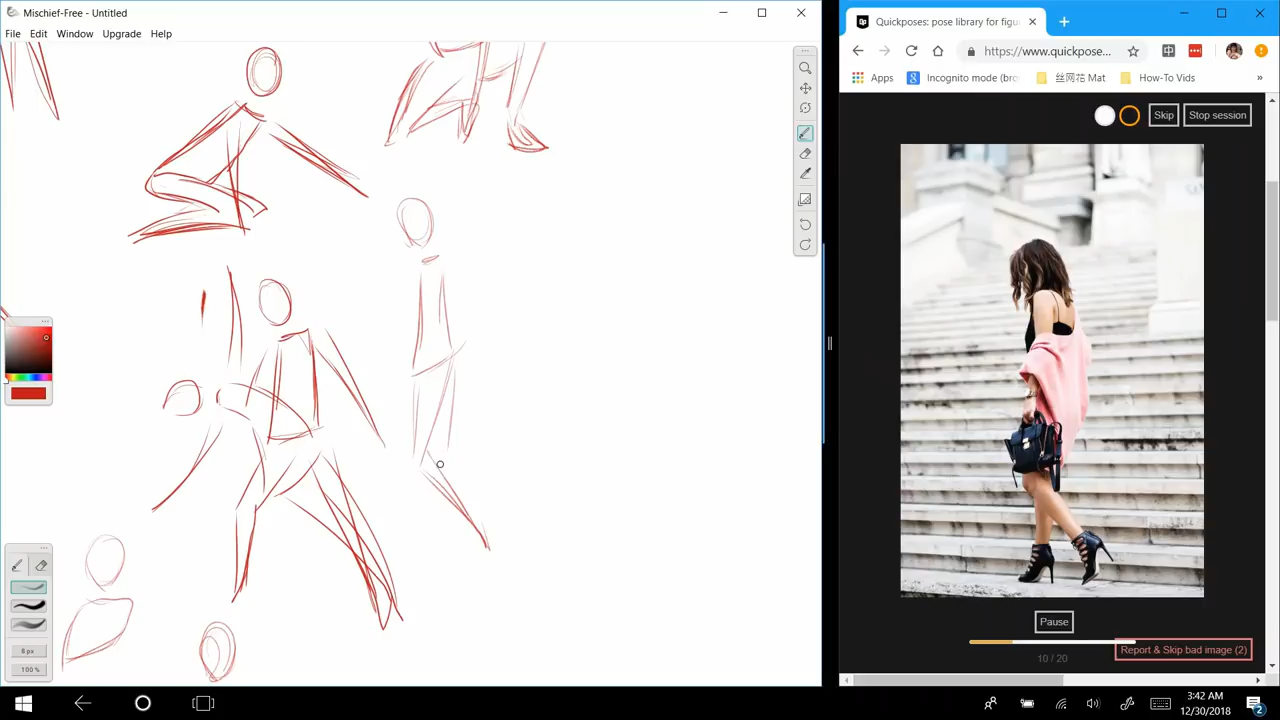 Mischief-Free - Untitled
File Edit Window Upgrade Help
8 px
100 %
Quickposes: pose library for figu
https://www.quickpose...
Apps Incognito mode (bro 丝网花 Mat How-To Vids »
Skip Stop session
Pause
10 / 20
Report & Skip bad image (2)
3:42 AM
12/30/2018
2